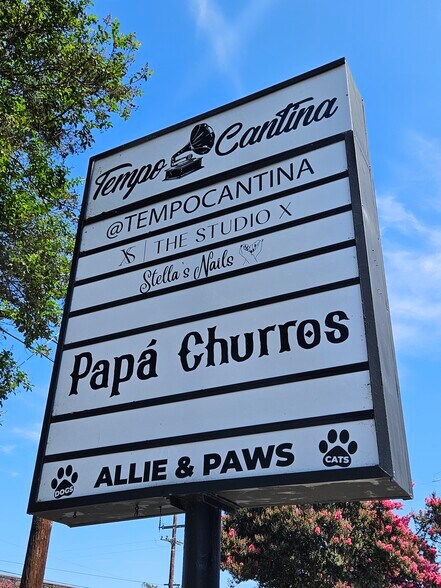 Tempo Cantina
@TEMPOCANTINA
XS | THE STUDIO X
Stella's Nails
Papá Churros
DOGS ALLIE & PAWS CATS